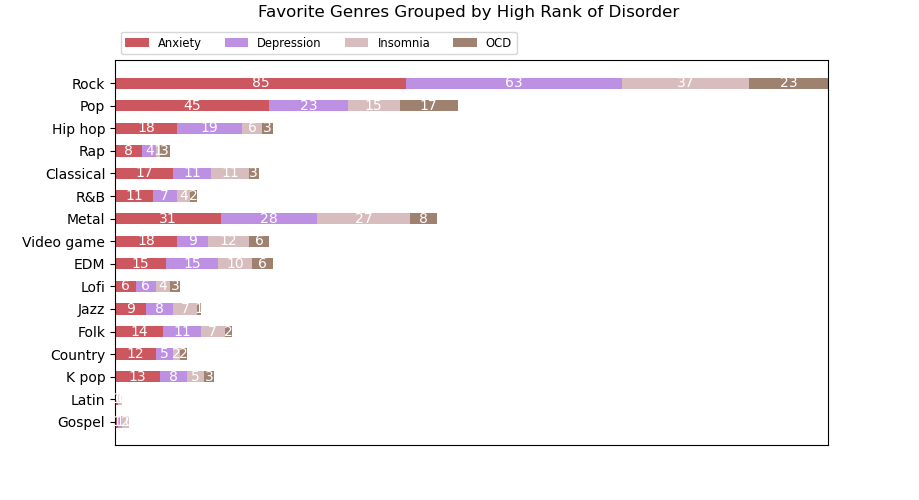 Favorite Genres Grouped by High Rank of Disorder
Anxiety Depression Insomnia OCD
Rock 85 63 37 23
Pop 45 23 15 17
Hip hop 18 19 6 3
Rap 8 4 1 3
Classical 17 11 11 3
R&B 11 7 4 2
Metal 31 28 27 8
Video game 18 9 12 6
EDM 15 15 10 6
Lofi 6 6 4 3
Jazz 9 8 7 1
Folk 14 11 7 2
Country 12 5 2 2
K pop 13 8 5 3
Latin
Gospel